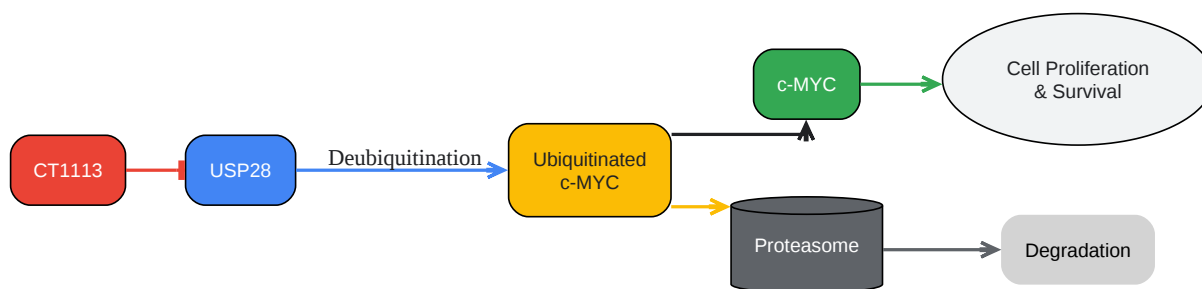 CT1113
USP28
Deubiquitination
Ubiquitinated
c-MYC
c-MYC
Cell Proliferation
& Survival
Proteasome
Degradation